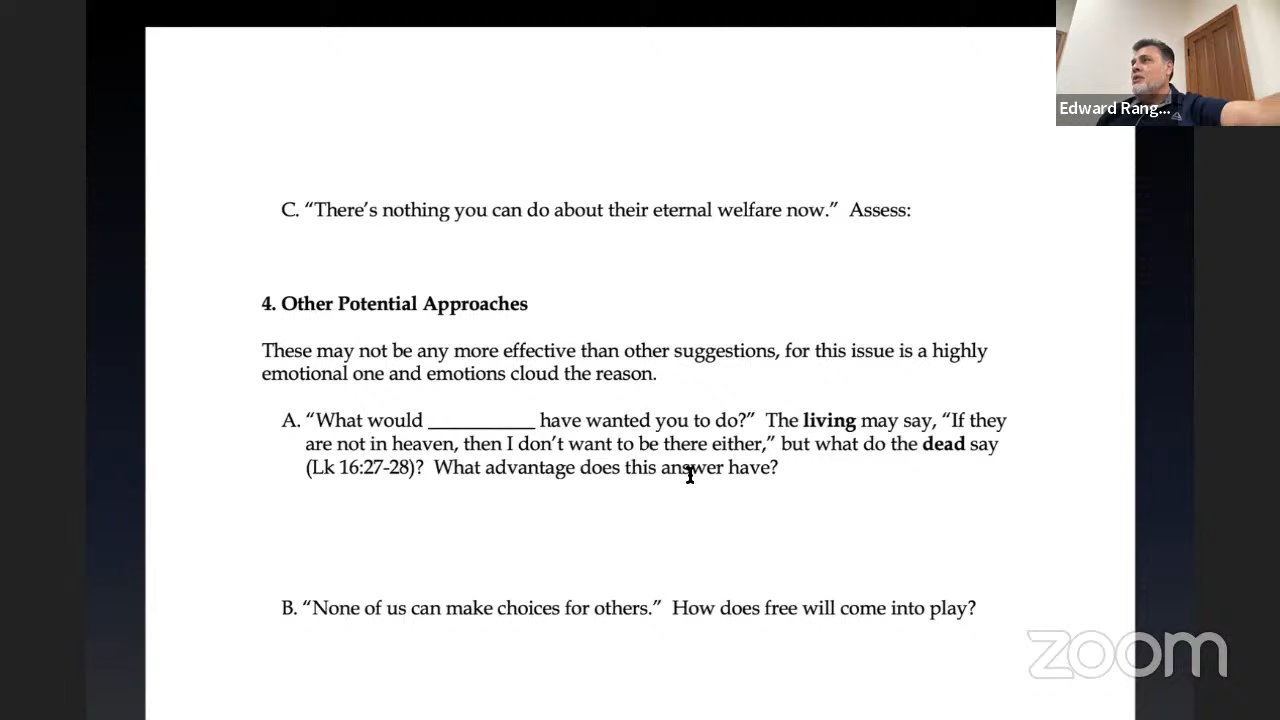 Edward Rang...
C. “There’s nothing you can do about their eternal welfare now.” Assess:
4. Other Potential Approaches
These may not be any more effective than other suggestions, for this issue is a highly
emotional one and emotions cloud the reason.
A. “What would ___________ have wanted you to do?” The living may say, “If they
are not in heaven, then I don’t want to be there either,” but what do the dead say
(Lk 16:27-28)? What advantage does this answer have?
B. “None of us can make choices for others.” How does free will come into play?
zoom